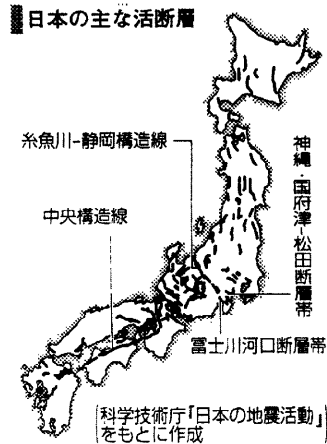 日本の主な活断層
糸魚川-静岡構造線
中央構造線
神縄・国府津-松田断層帯
富士川河口断層帯
科学技術庁『日本の地震活動』
をもとに作成